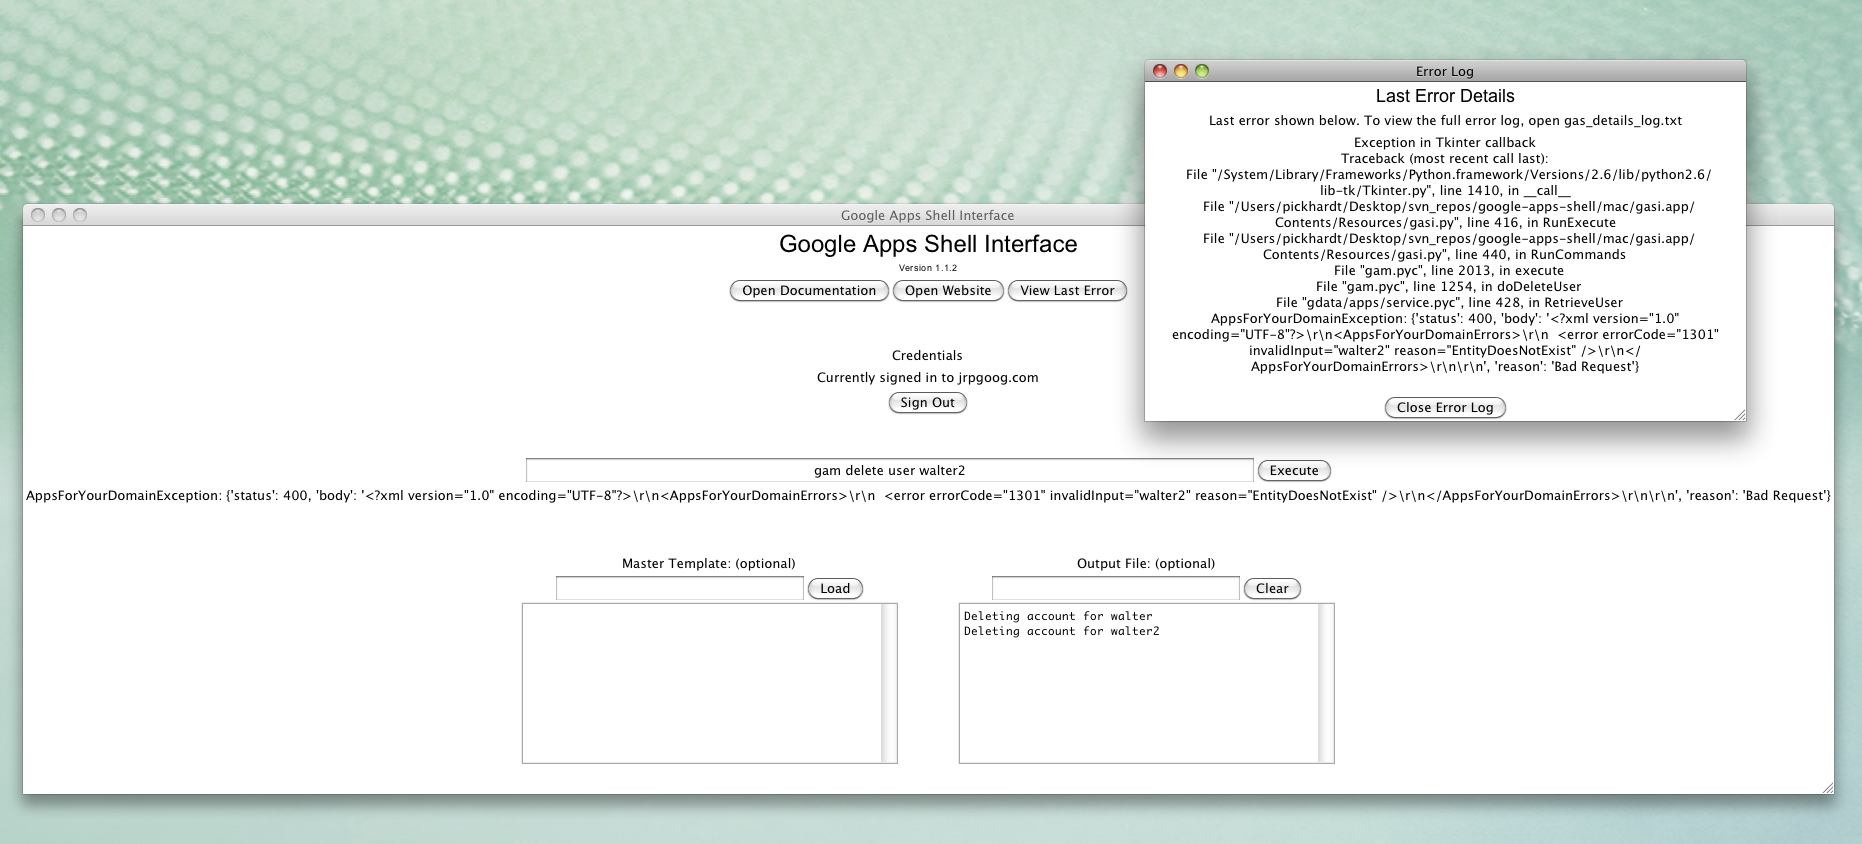 Error Log
Last Error Details
Last error shown below. To view the full error log, open gas_details_log.txt
Exception in Tkinter callback
Traceback (most recent call last):
File "/System/Library/Frameworks/Python.framework/Versions/2.6/lib/python2.6/
lib-tk/Tkinter.py", line 1410, in __call__
File "/Users/pickhardt/Desktop/svn_repos/google-apps-shell/mac/gasi.app/
Contents/Resources/gasi.py", line 416, in RunExecute
File "/Users/pickhardt/Desktop/svn_repos/google-apps-shell/mac/gasi.app/
Contents/Resources/gasi.py", line 440, in RunCommands
File "gam.pyc", line 2013, in execute
File "gam.pyc", line 1254, in doDeleteUser
File "gdata/apps/service.pyc", line 428, in RetrieveUser
AppsForYourDomainException: {'status': 400, 'body': '<?xml version="1.0"
encoding="UTF-8"?>\r\n<AppsForYourDomainErrors>\r\n  <error errorCode="1301"
invalidInput="walter2" reason="EntityDoesNotExist" />\r\n</
AppsForYourDomainErrors>\r\n\r\n', 'reason': 'Bad Request'}
Close Error Log
Google Apps Shell Interface
Google Apps Shell Interface
Version 1.1.2
Open Documentation Open Website View Last Error
Credentials
Currently signed in to jrpgoog.com
Sign Out
gam delete user walter2 Execute
AppsForYourDomainException: {'status': 400, 'body': '<?xml version="1.0" encoding="UTF-8"?>\r\n<AppsForYourDomainErrors>\r\n  <error errorCode="1301" invalidInput="walter2" reason="EntityDoesNotExist" />\r\n</AppsForYourDomainErrors>\r\n\r\n', 'reason': 'Bad Request'}
Master Template: (optional)
Load
Output File: (optional)
Clear
Deleting account for walter
Deleting account for walter2